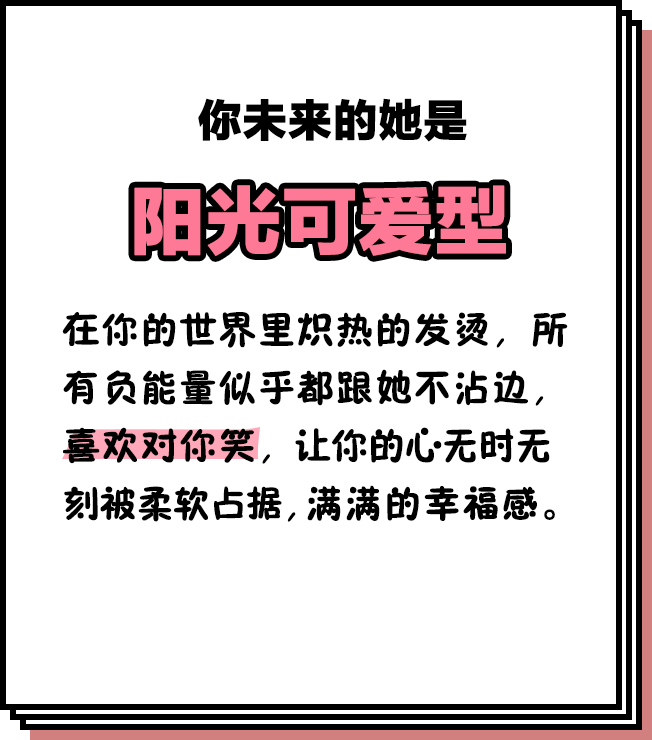 你未来的她是
阳光可爱型
在你的世界里炽热的发烫，所
有负能量似乎都跟她不沾边，
喜欢对你笑，让你的心无时无
刻被柔软占据，满满的幸福感。